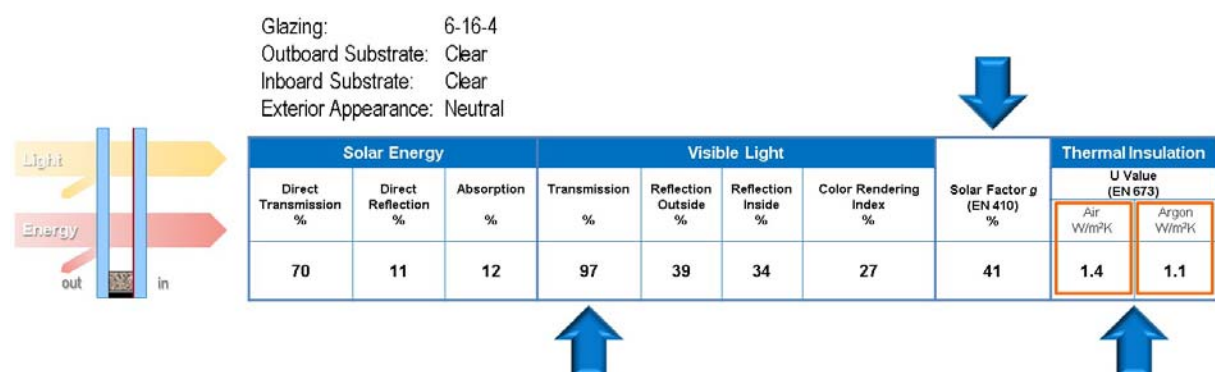 Glazing: 6-16-4
Outboard Substrate: Clear
Inboard Substrate: Clear
Exterior Appearance: Neutral
Light
Energy
out in
Solar Energy Visible Light Thermal Insulation
Direct Transmission % Direct Reflection % Absorption % Transmission % Reflection Outside % Reflection Inside % Color Rendering Index % Solar Factor g (EN 410) % U Value (EN 673)
Air W/m²K Argon W/m²K
70 11 12 97 39 34 27 41 1.4 1.1